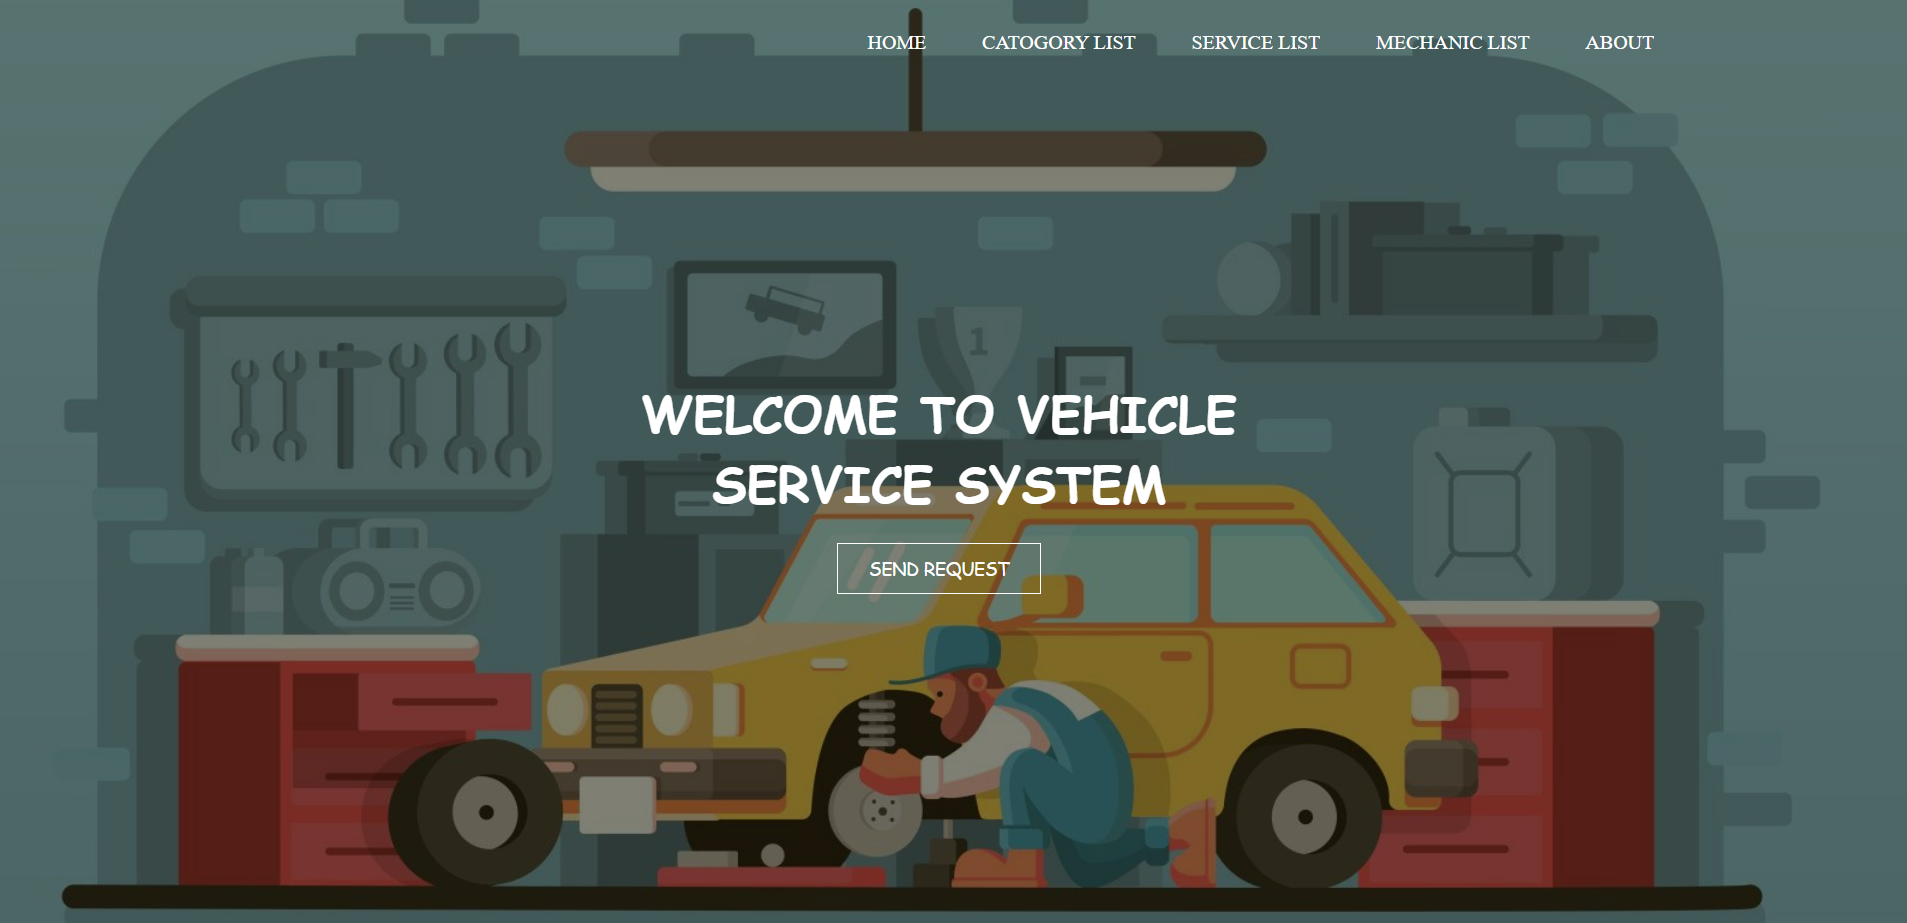 HOME CATOGORY LIST SERVICE LIST MECHANIC LIST ABOUT
1
WELCOME TO VEHICLE
SERVICE SYSTEM
SEND REQUEST